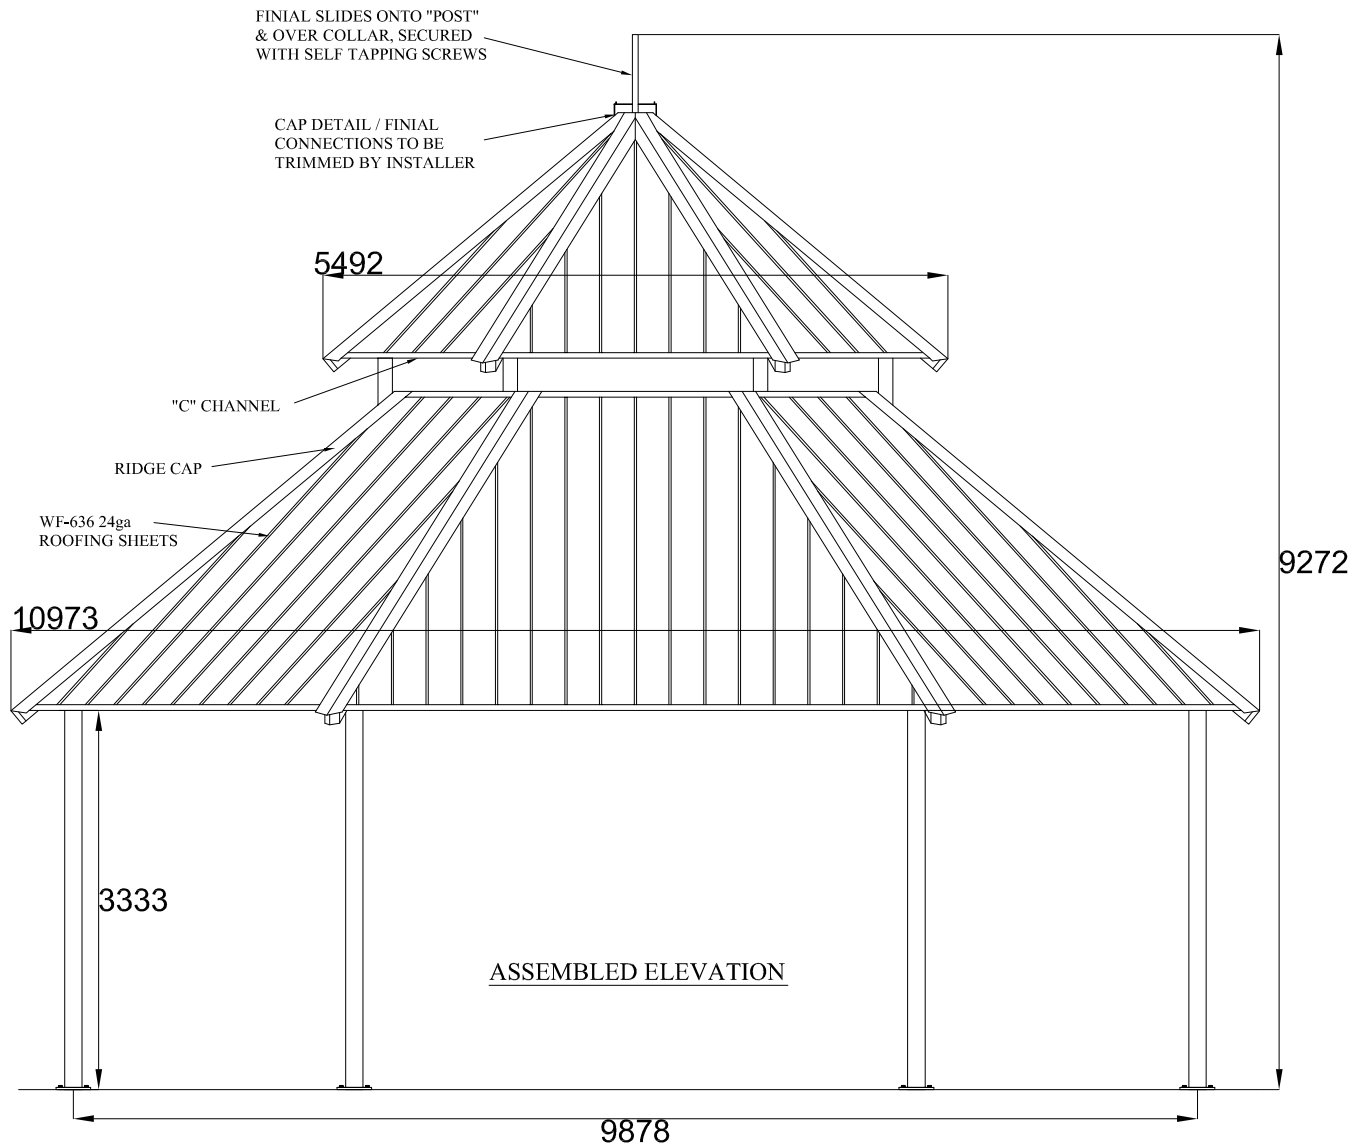 FINIAL SLIDES ONTO "POST"
& OVER COLLAR, SECURED
WITH SELF TAPPING SCREWS
CAP DETAIL / FINIAL
CONNECTIONS TO BE
TRIMMED BY INSTALLER
5492
"C" CHANNEL
RIDGE CAP
WF-636 24ga
ROOFING SHEETS
9272
10973
3333
ASSEMBLED ELEVATION
9878